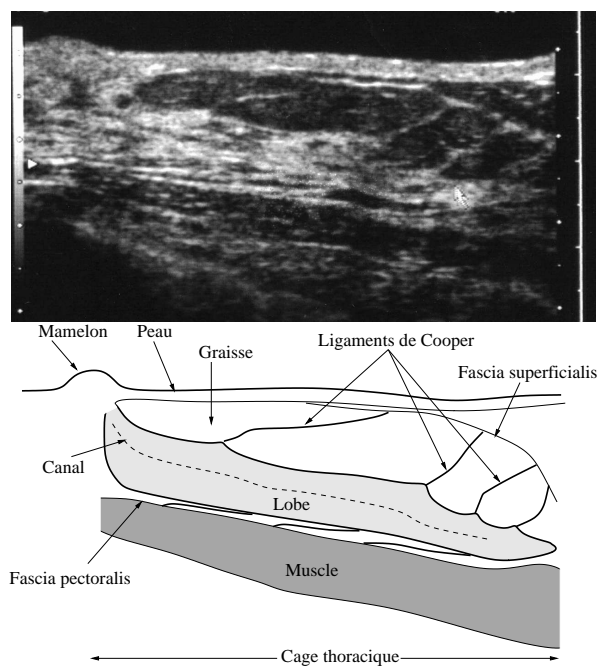 Mamelon
Peau
Graisse
Ligaments de Cooper
Fascia superficialis
Canal
Lobe
Fascia pectoralis
Muscle
Cage thoracique